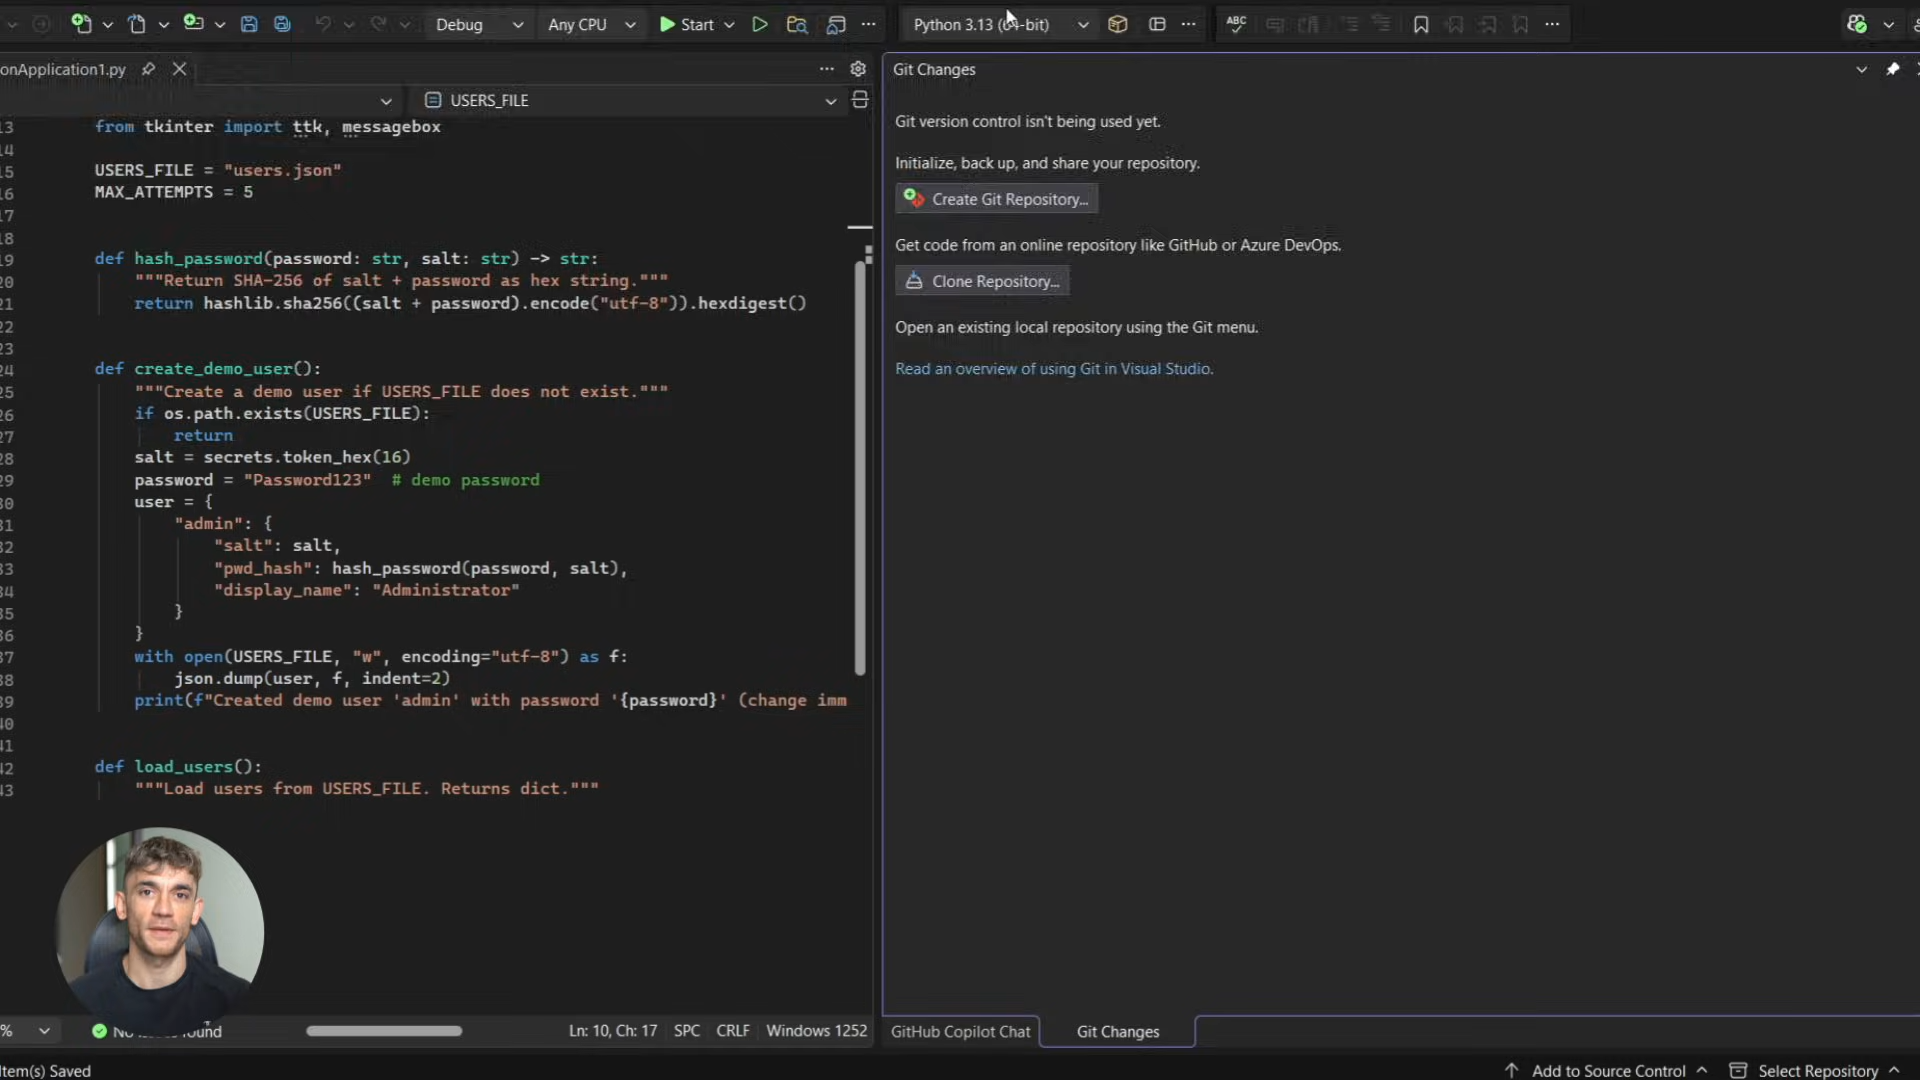 Debug Any CPU Start Python 3.13 (64-bit) ABC
onApplication1.py
USERS_FILE
13 from tkinter import ttk, messagebox
14
15 USERS_FILE = "users.json"
16 MAX_ATTEMPTS = 5
17
18
19 def hash_password(password: str, salt: str) -> str:
20 """Return SHA-256 of salt + password as hex string."""
21 return hashlib.sha256((salt + password).encode("utf-8")).hexdigest()
22
23
24 def create_demo_user():
25 """Create a demo user if USERS_FILE does not exist."""
26 if os.path.exists(USERS_FILE):
27 return
28 salt = secrets.token_hex(16)
29 password = "Password123" # demo password
30 user = {
31 "admin": {
32 "salt": salt,
33 "pwd_hash": hash_password(password, salt),
34 "display_name": "Administrator"
35 }
36 }
37 with open(USERS_FILE, "w", encoding="utf-8") as f:
38 json.dump(user, f, indent=2)
39 print(f"Created demo user 'admin' with password '{password}' (change imm
40
41
42 def load_users():
43 """Load users from USERS_FILE. Returns dict."""
% Ln: 10, Ch: 17 SPC CRLF Windows 1252
Item(s) Saved
Git Changes
Git version control isn't being used yet.
Initialize, back up, and share your repository.
Create Git Repository...
Get code from an online repository like GitHub or Azure DevOps.
Clone Repository...
Open an existing local repository using the Git menu.
Read an overview of using Git in Visual Studio.
GitHub Copilot Chat Git Changes
Add to Source Control Select Repository